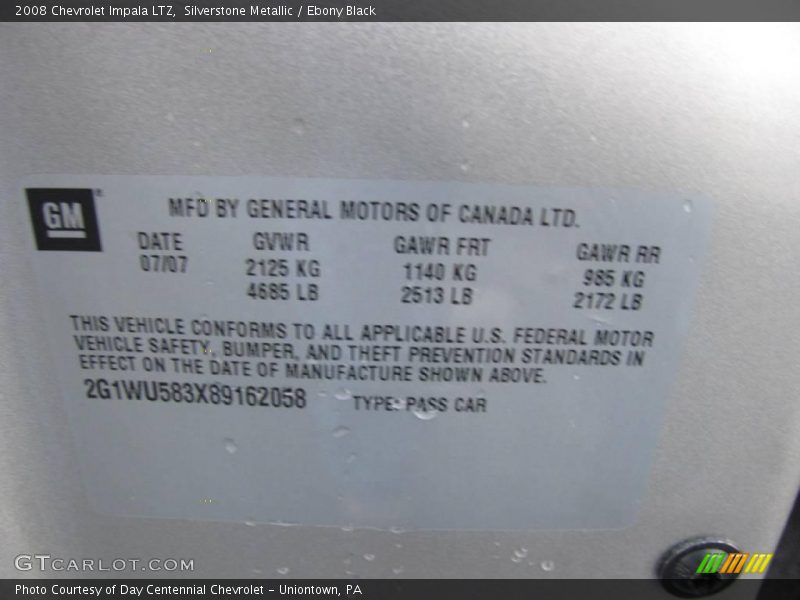 2008 Chevrolet Impala LTZ, Silverstone Metallic / Ebony Black
GM®
MFD BY GENERAL MOTORS OF CANADA LTD.
DATE GVWR GAWR FRT GAWR RR
07/07 2125 KG 1140 KG 985 KG
4685 LB 2513 LB 2172 LB
THIS VEHICLE CONFORMS TO ALL APPLICABLE U.S. FEDERAL MOTOR
VEHICLE SAFETY, BUMPER, AND THEFT PREVENTION STANDARDS IN
EFFECT ON THE DATE OF MANUFACTURE SHOWN ABOVE.
2G1WU583X89162058 TYPE: PASS CAR
GTCARLOT.COM
Photo Courtesy of Day Centennial Chevrolet - Uniontown, PA